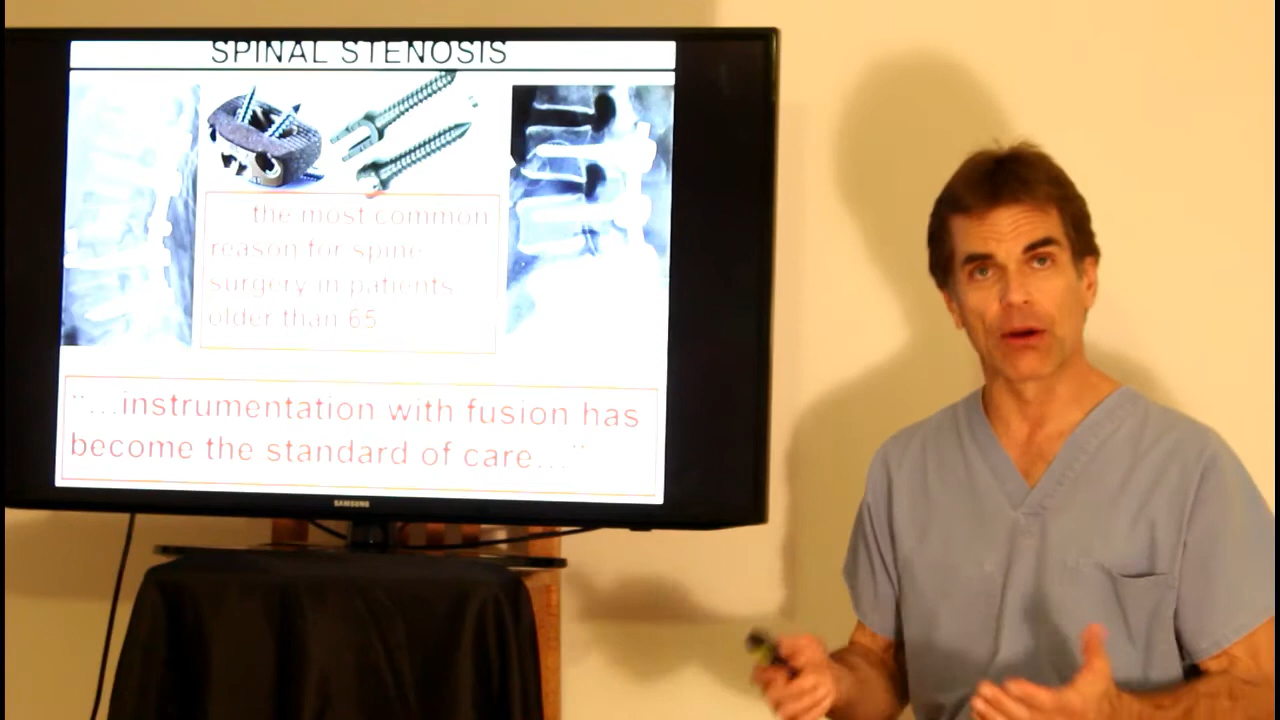 SPINAL STENOSIS
the most common
reason for spine
surgery in patients
older than 65
"...instrumentation with fusion has
become the standard of care..."
SAMSUNG